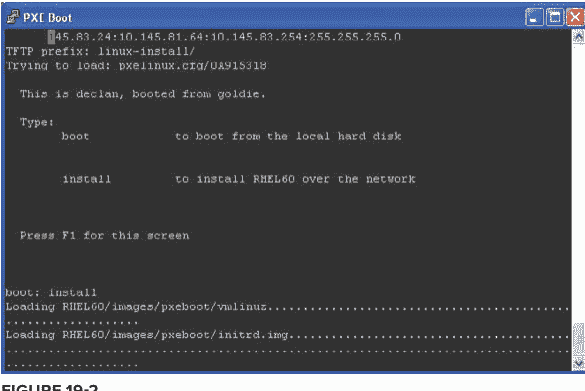 PXE Boot
145.83.24:10.145.81.64:10.145.83.254:255.255.255.0
TFTP prefix: linux-install/
Trying to load: pxelinux.cfg/0A915318
This is declan, booted from goldie.
Type:
boot to boot from the local hard disk
install to install RHEL60 over the network
Press F1 for this screen
boot: install
Loading RHEL60/images/pxeboot/vmlinuz.......................................
..................
Loading RHEL60/images/pxeboot/initrd.img....................................
............................................................................
..................
FIGURE 19-2